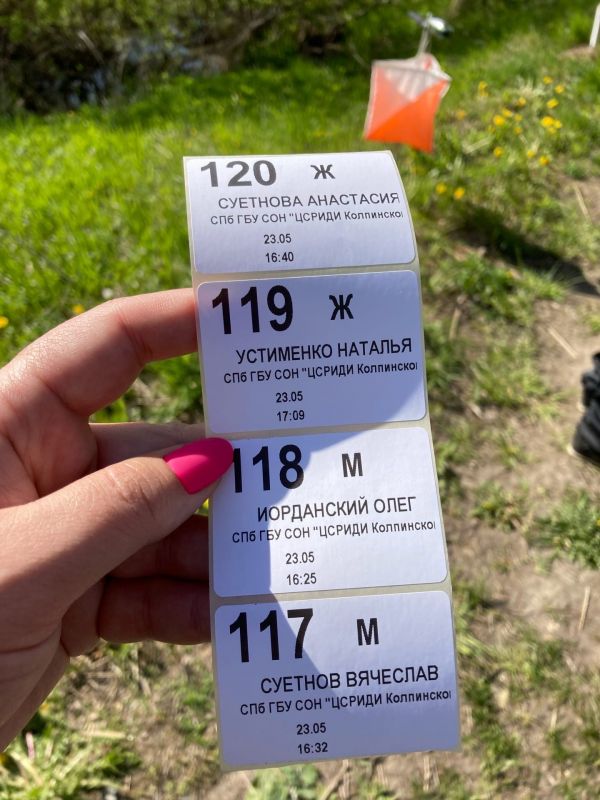 120 Ж
СУЕТНОВА АНАСТАСИЯ
СПб ГБУ СОН "ЦСРИДИ Колпинско
23.05
16:40
119 Ж
УСТИМЕНКО НАТАЛЬЯ
СПб ГБУ СОН "ЦСРИДИ Колпинско
23.05
17:09
118 М
ИОРДАНСКИЙ ОЛЕГ
СПб ГБУ СОН "ЦСРИДИ Колпинско
23.05
16:25
117 М
СУЕТНОВ ВЯЧЕСЛАВ
СПб ГБУ СОН "ЦСРИДИ Колпинско
23.05
16:32